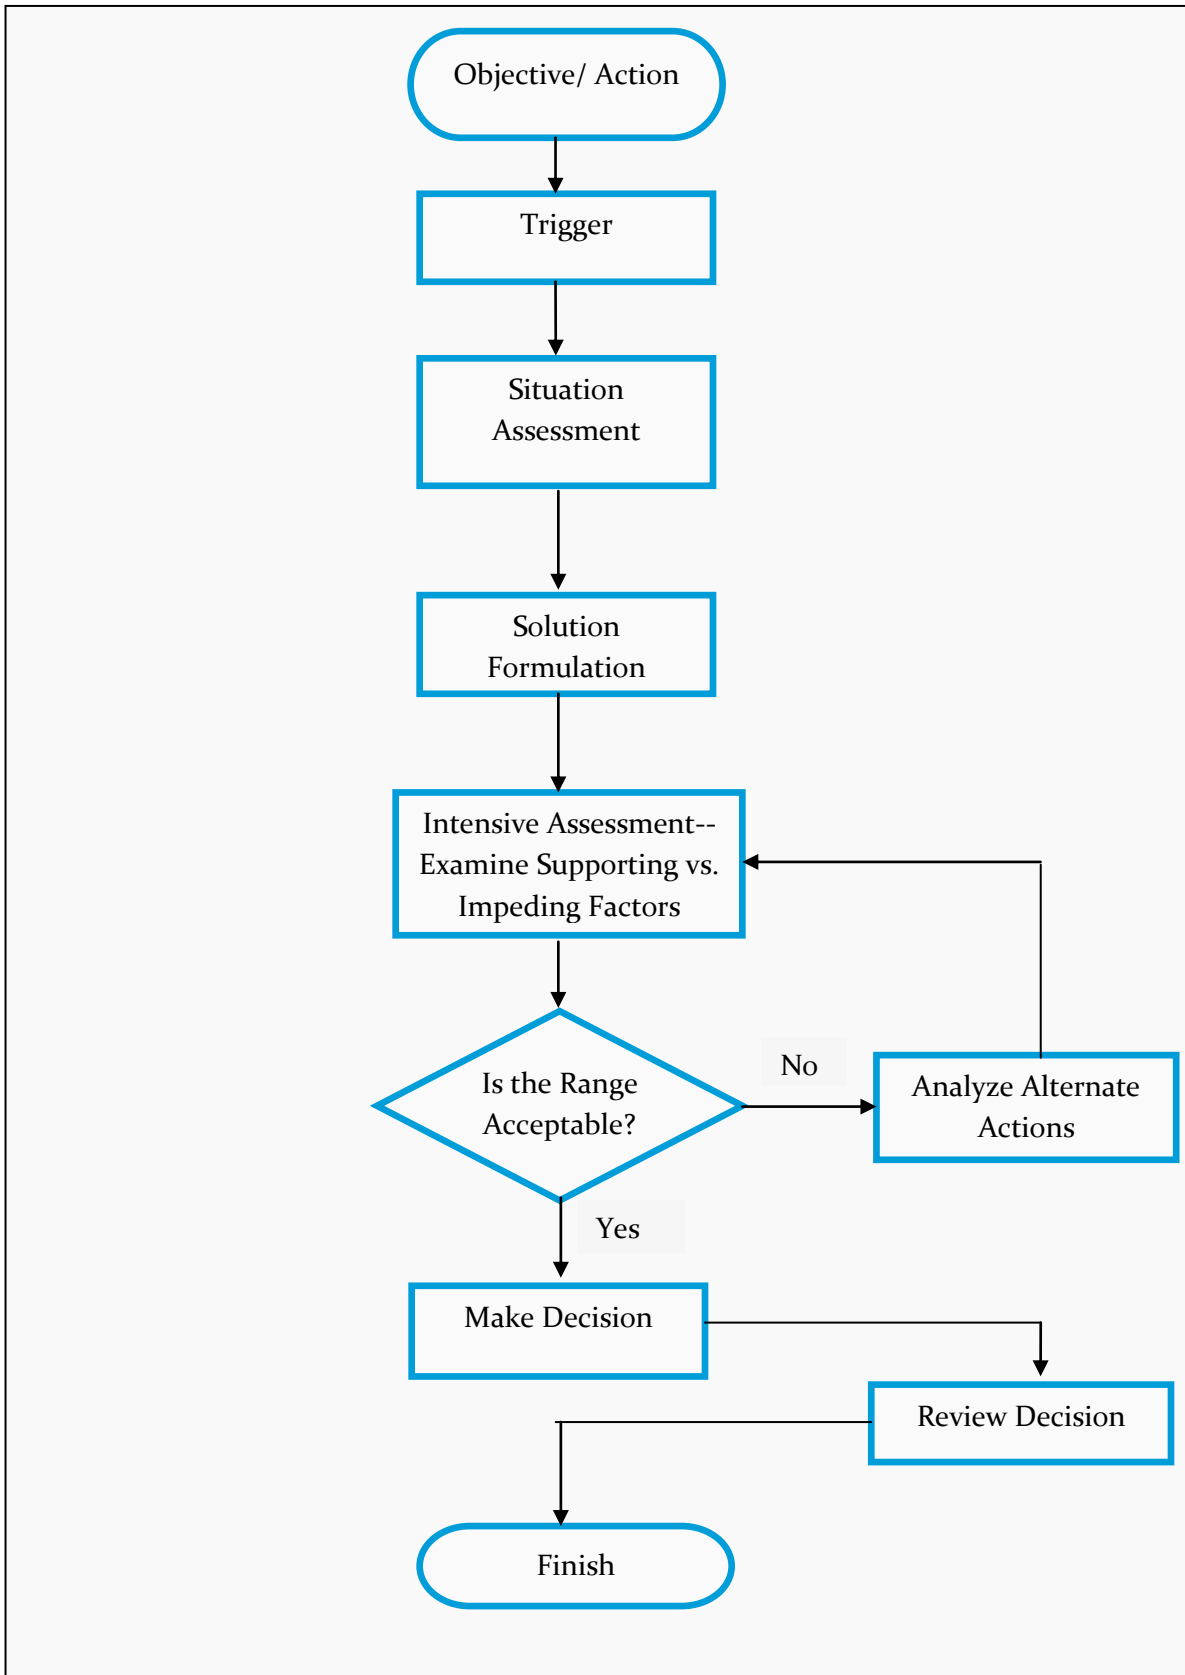 Objective/ Action
Trigger
Situation
Assessment
Solution
Formulation
Intensive Assessment--
Examine Supporting vs.
Impeding Factors
Is the Range
Acceptable?
No
Analyze Alternate
Actions
Yes
Make Decision
Review Decision
Finish